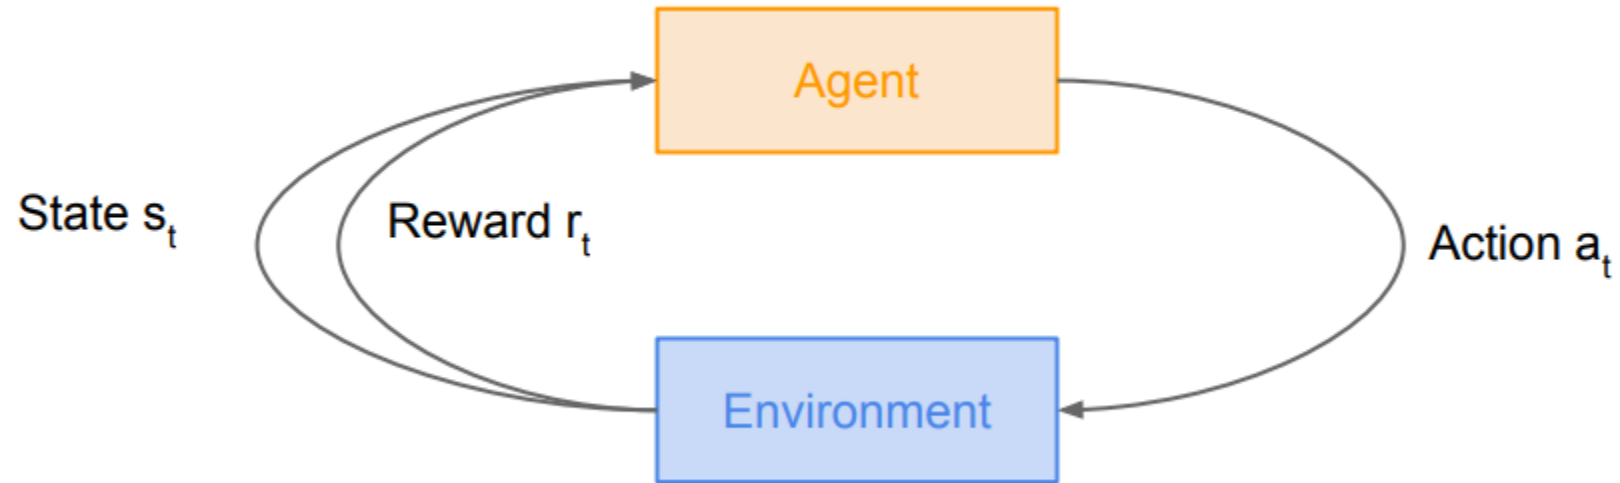 Agent
State sₜ
Reward rₜ
Action aₜ
Environment